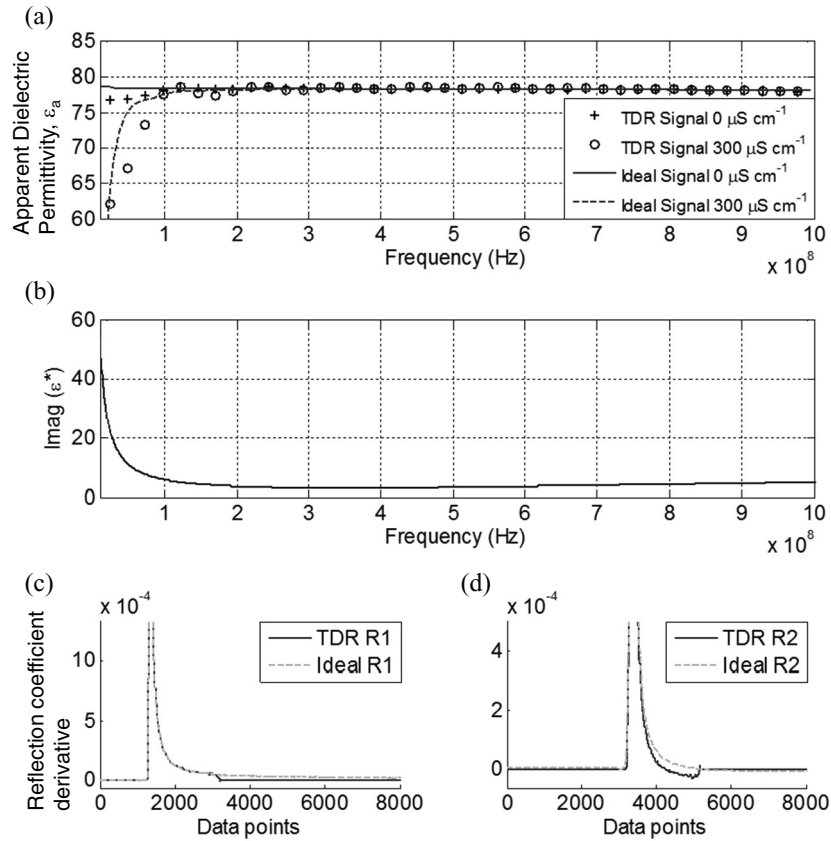 (a)
85
80
75
70
65
60
Apparent Dielectric
Permittivity, εa
+ TDR Signal 0 μS cm-1
o TDR Signal 300 μS cm-1
Ideal Signal 0 μS cm-1
Ideal Signal 300 μS cm-1
1 2 3 4 5 6 7 8 9 10
Frequency (Hz)
x 10^8
(b)
60
40
20
0
Imag (ε*)
1 2 3 4 5 6 7 8 9 10
Frequency (Hz)
x 10^8
(c)
x 10^-4
10
5
0
Reflection coefficient
derivative
TDR R1
Ideal R1
0 2000 4000 6000 8000
Data points
(d)
x 10^-4
4
2
0
-2
TDR R2
Ideal R2
0 2000 4000 6000 8000
Data points